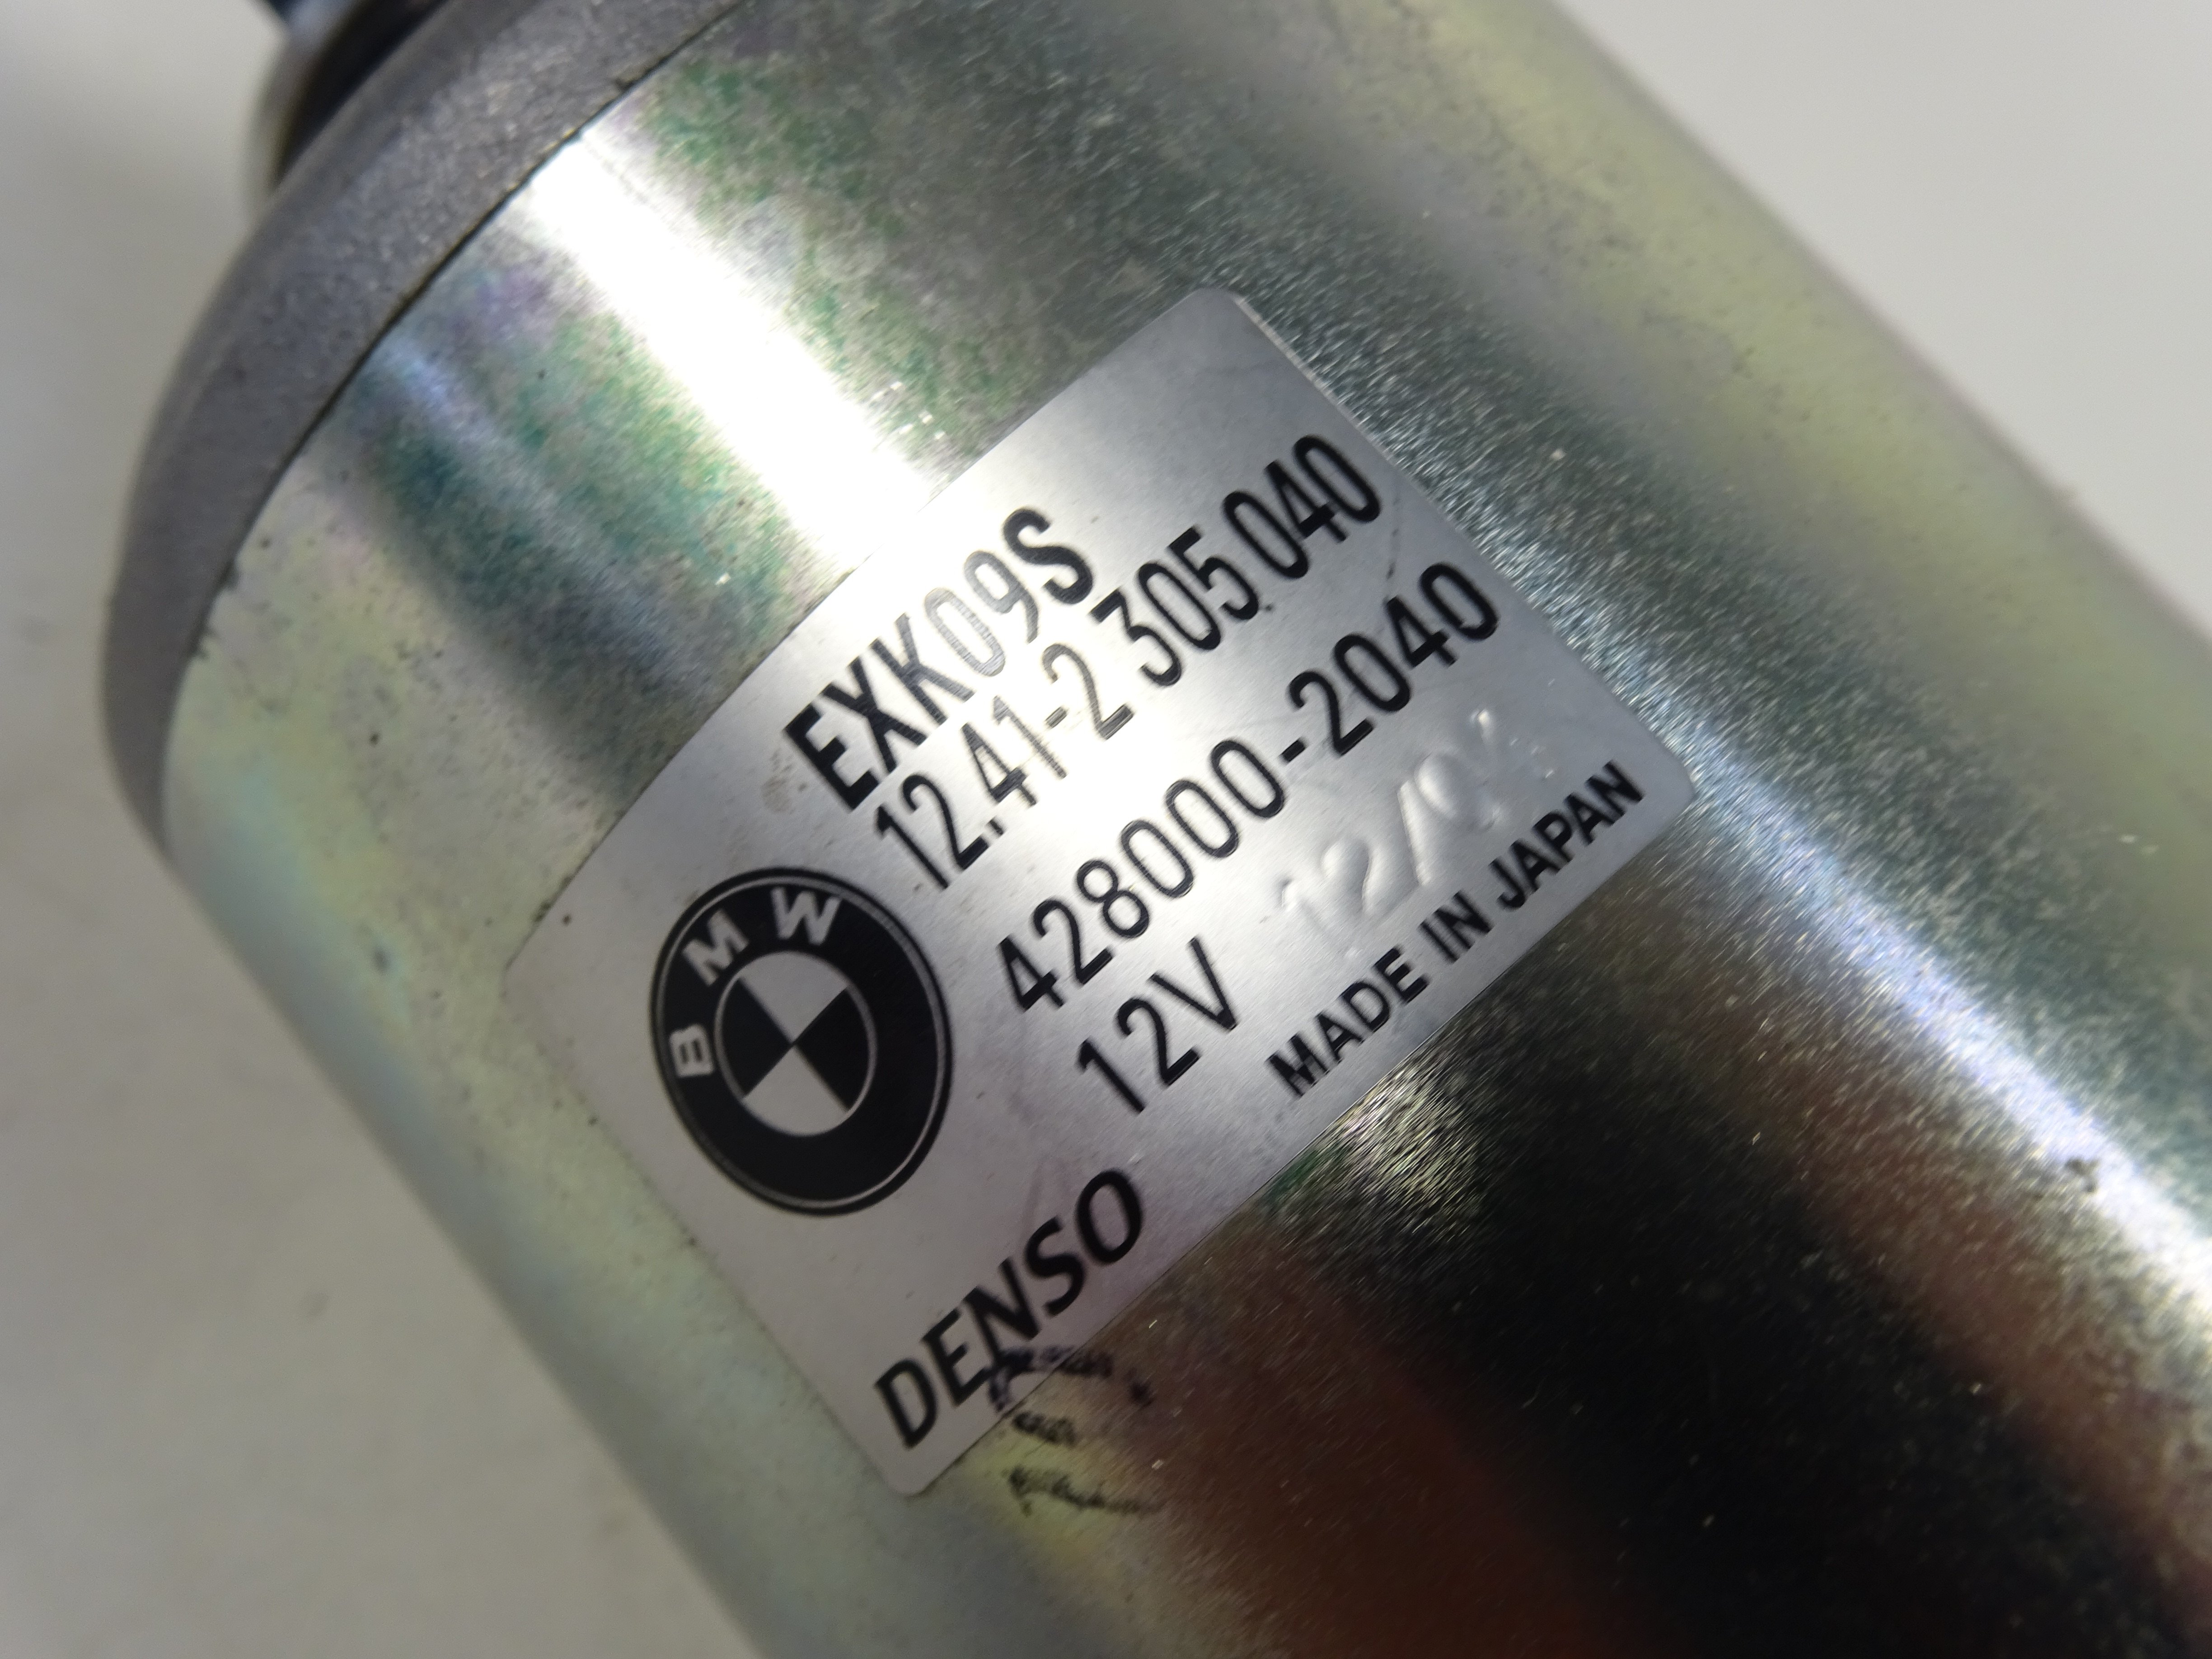 EXK09S
12.41-2 305 040
428000-2040
BMW
12V
MADE IN JAPAN
DENSO